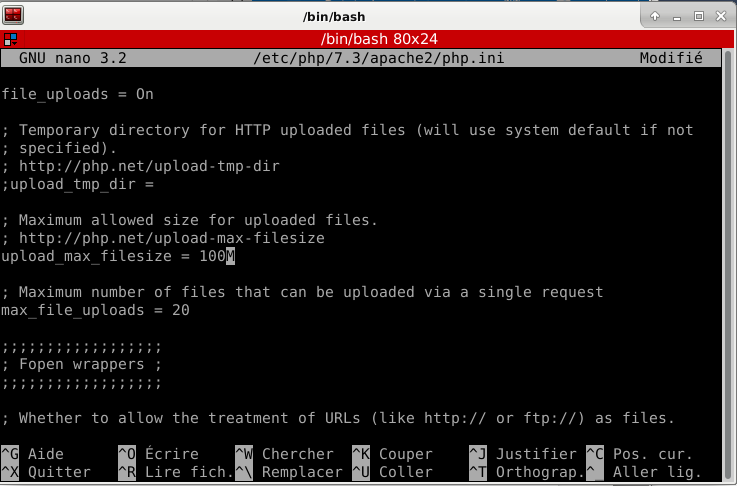 /bin/bash
/bin/bash 80x24
GNU nano 3.2 /etc/php/7.3/apache2/php.ini Modifié
file_uploads = On
; Temporary directory for HTTP uploaded files (will use system default if not
; specified).
; http://php.net/upload-tmp-dir
;upload_tmp_dir =
; Maximum allowed size for uploaded files.
; http://php.net/upload-max-filesize
upload_max_filesize = 100M
; Maximum number of files that can be uploaded via a single request
max_file_uploads = 20
;;;;;;;;;;;;;;;;;;
; Fopen wrappers ;
;;;;;;;;;;;;;;;;;;
; Whether to allow the treatment of URLs (like http:// or ftp://) as files.
^G Aide ^O Écrire ^W Chercher ^K Couper ^J Justifier ^C Pos. cur.
^X Quitter ^R Lire fich. ^\ Remplacer ^U Coller ^T Orthograp. ^_ Aller lig.